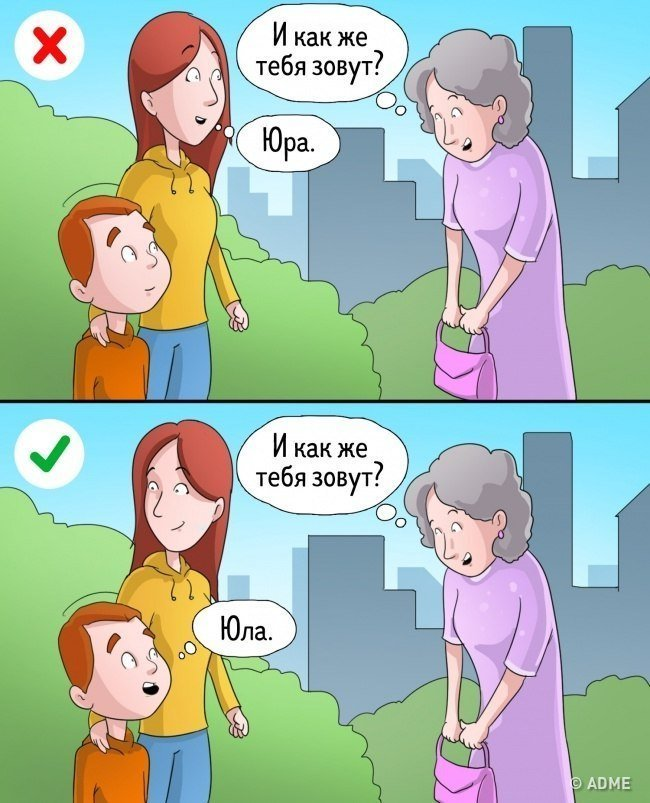 И как же
тебя зовут?
Юра.
И как же
тебя зовут?
Юла.
© ADME